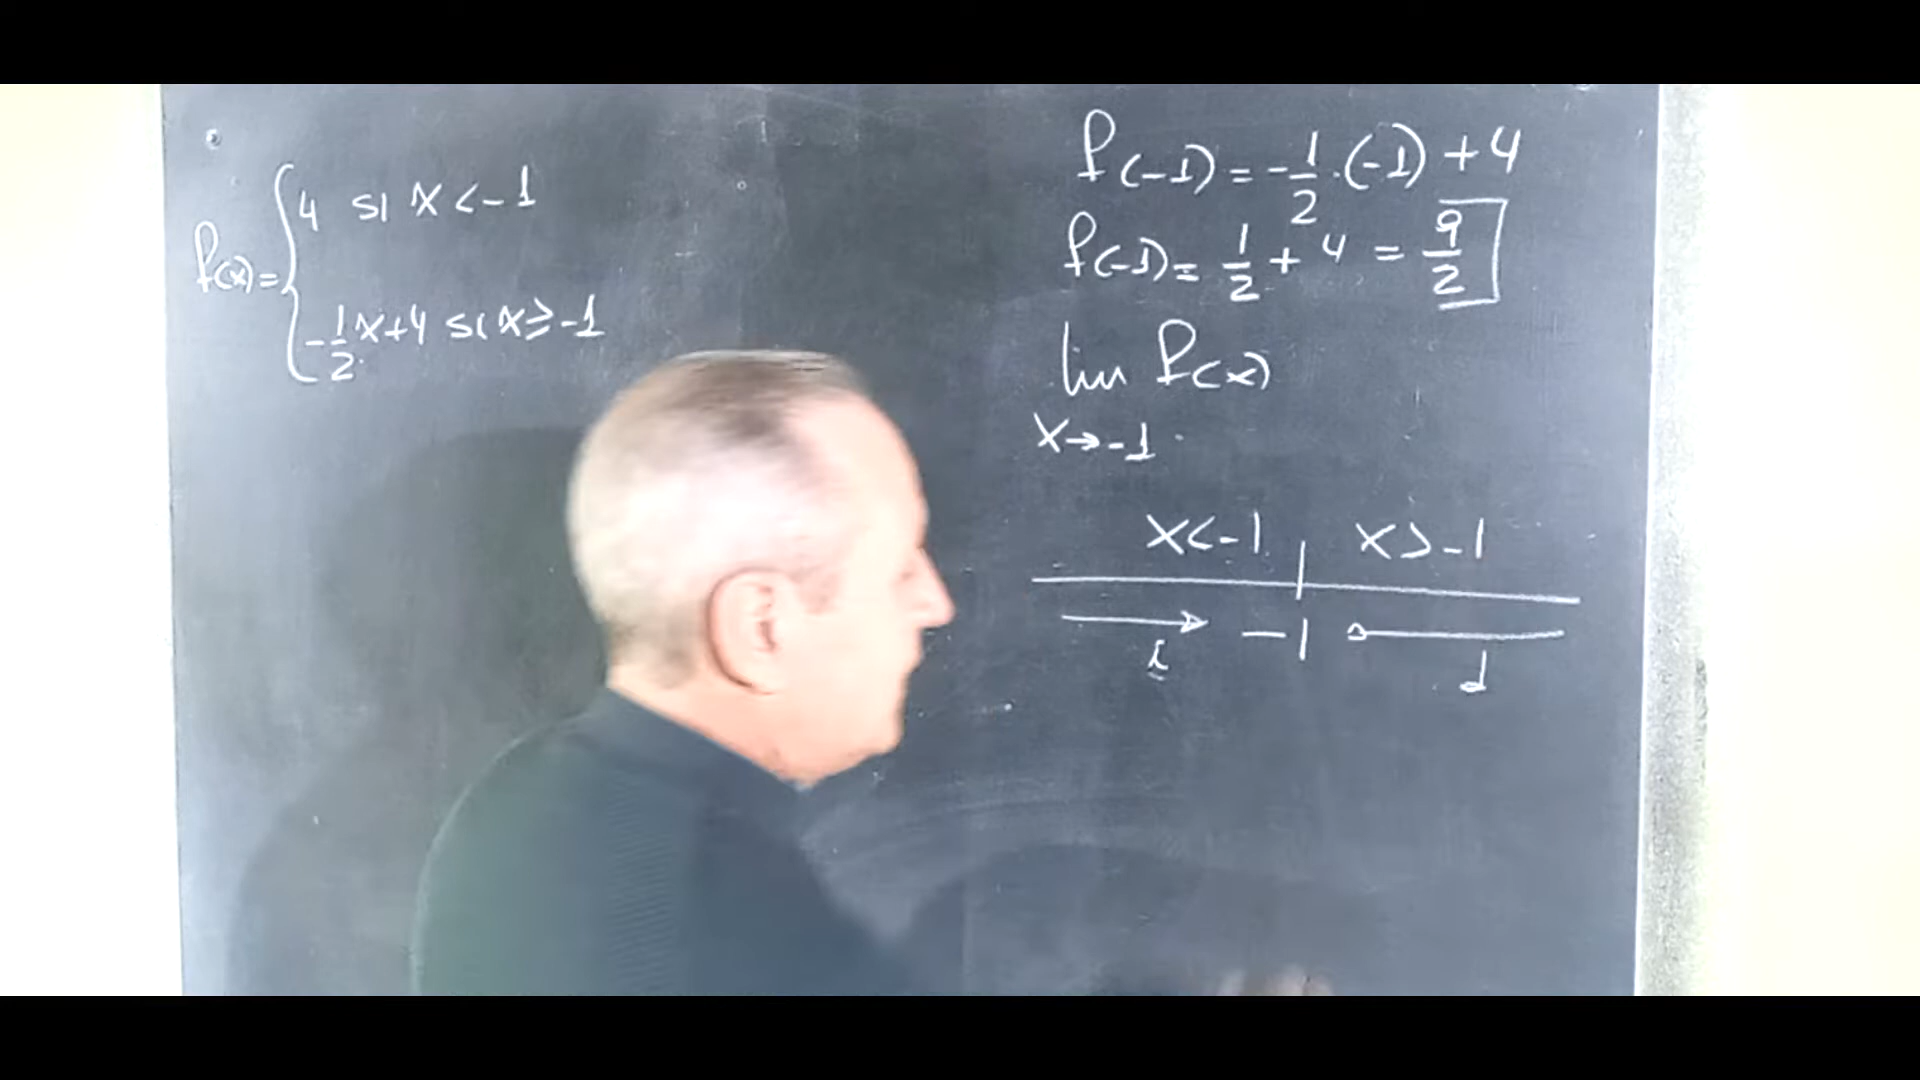 f(x)= { 4 si x < -1
-1/2 x+4 si x ≥ -1
f(-1) = -1/2 · (-1) + 4
f(-1) = 1/2 + 4 = 9/2
lim f(x)
x→-1
x<-1 | x>-1
i -1 d